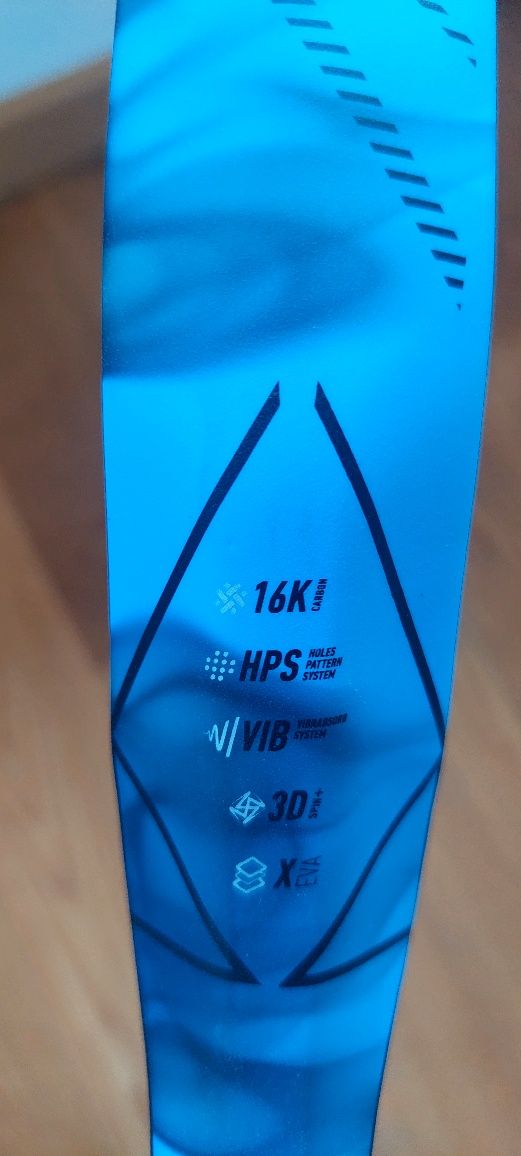 16K CARBON
HPS HOLES PATTERN SYSTEM
VIB VIBRABSORB SYSTEM
3D SPIN+
X EVA